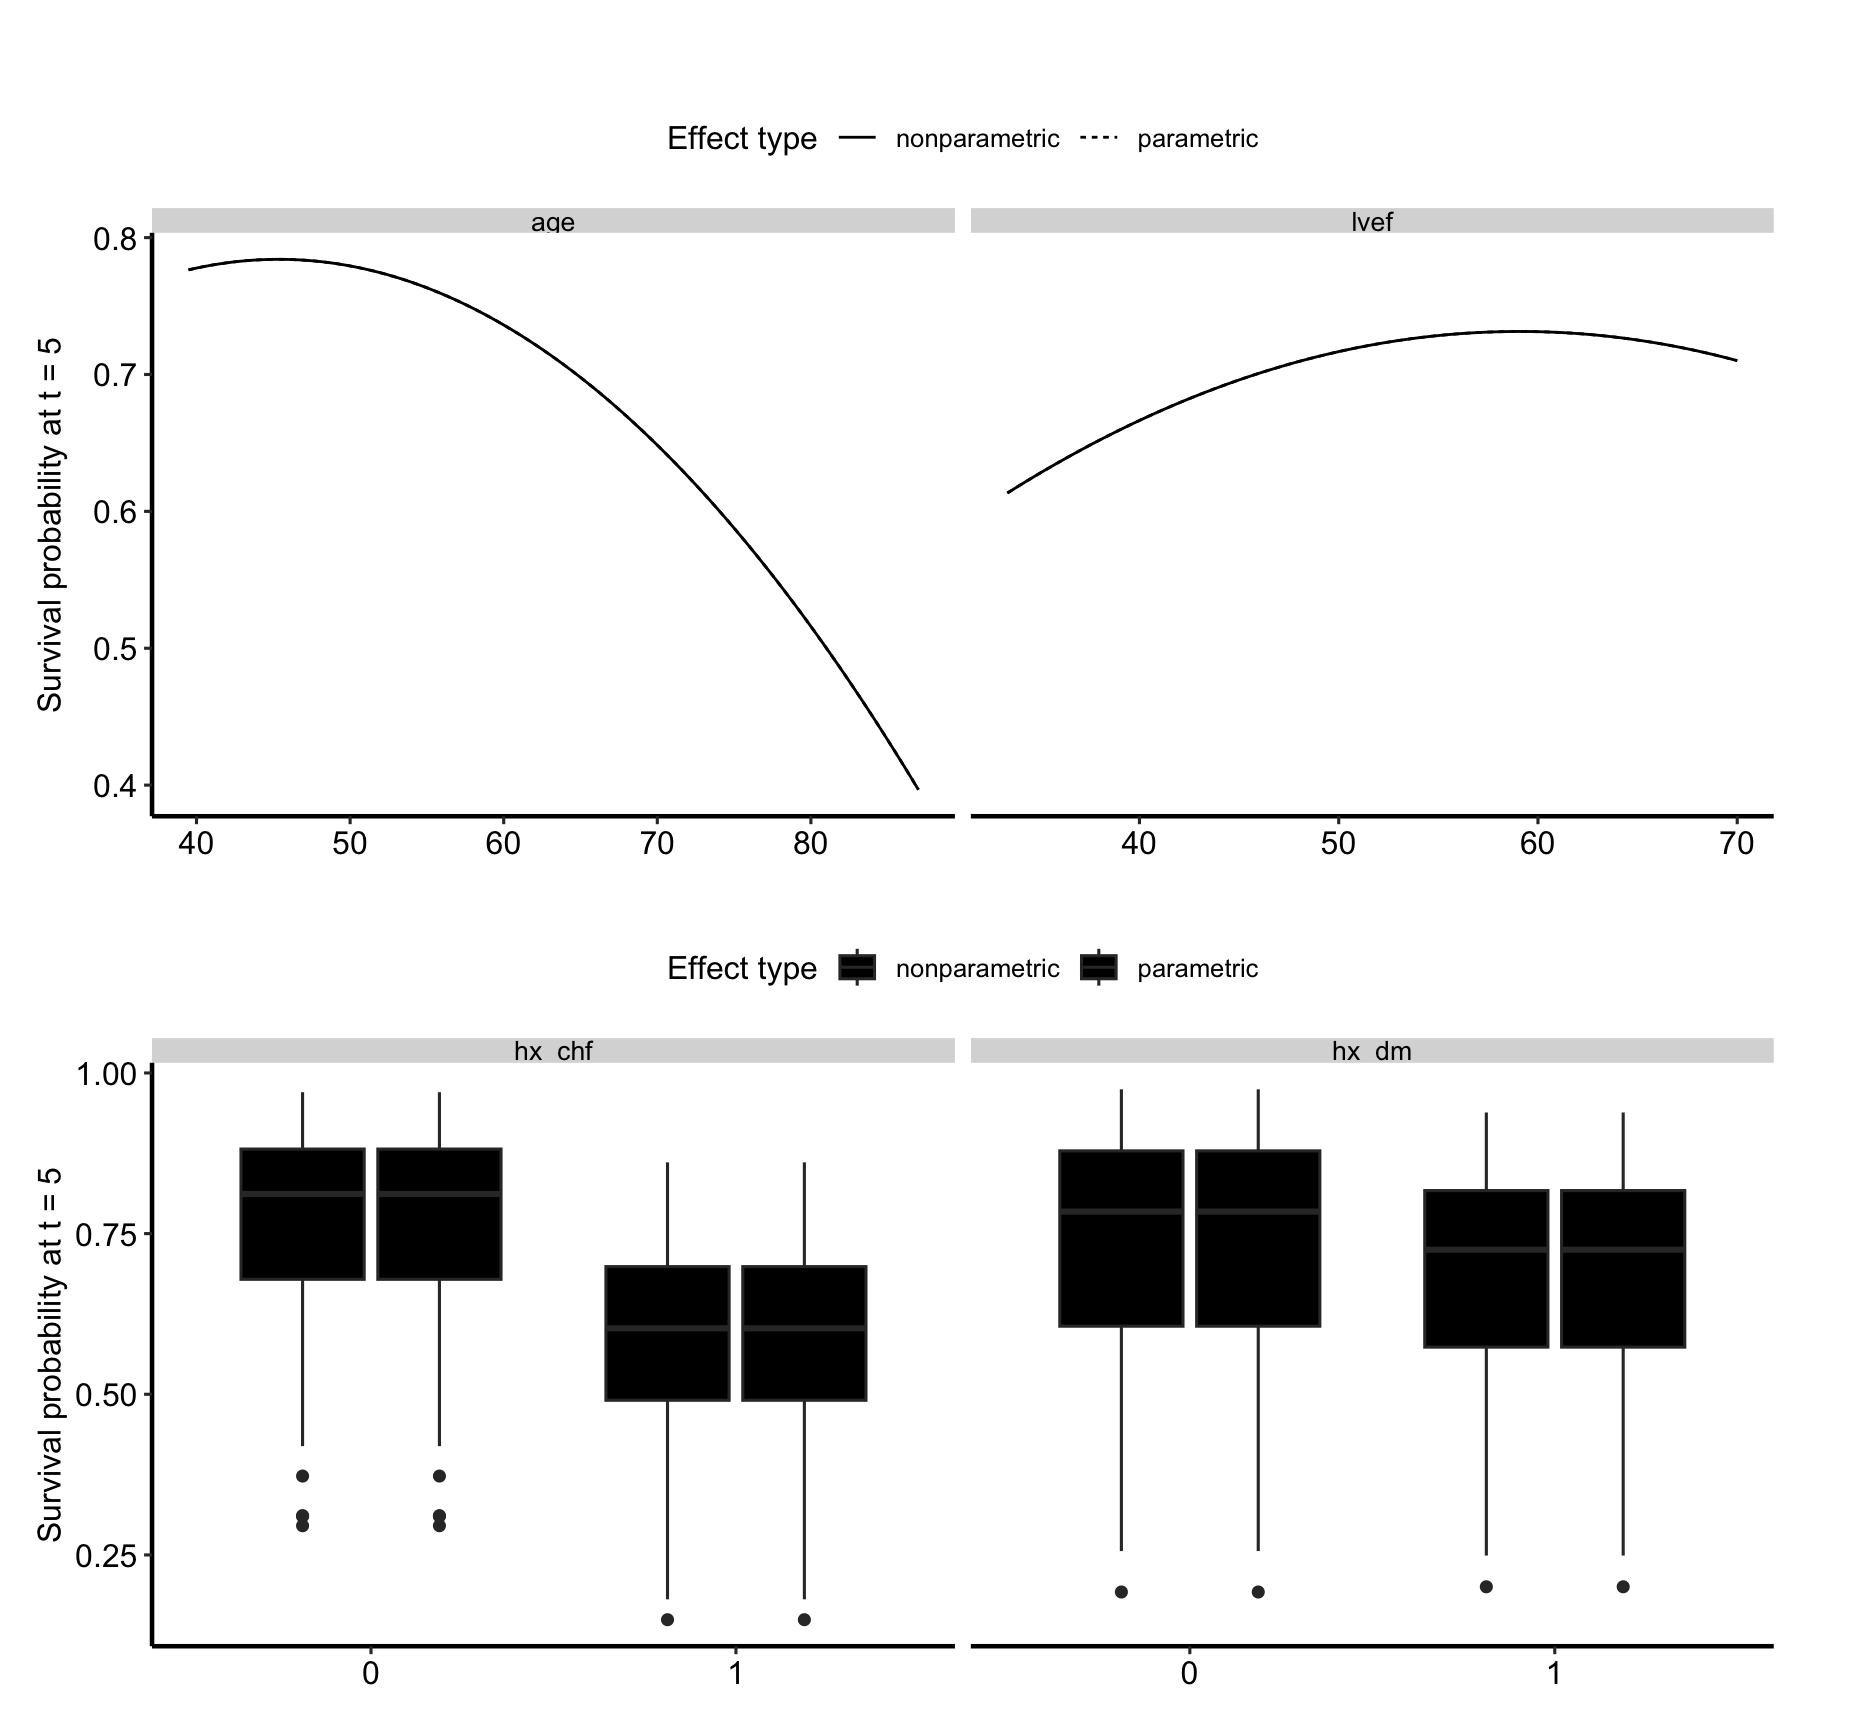 Effect type nonparametric parametric
age lvef
Survival probability at t = 5
0.8
0.7
0.6
0.5
0.4
40 50 60 70 80 40 50 60 70
Effect type nonparametric parametric
hx_chf hx_dm
Survival probability at t = 5
1.00
0.75
0.50
0.25
0 1 0 1